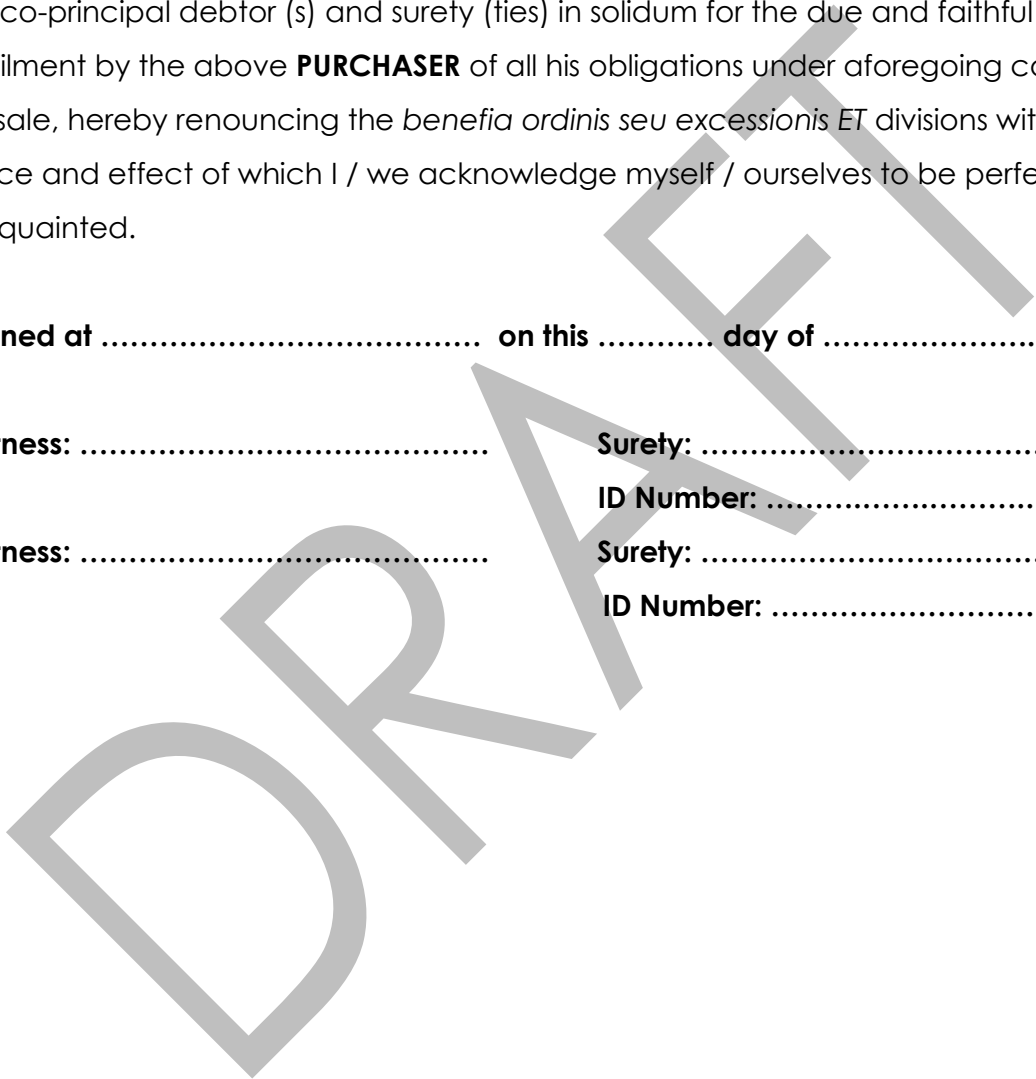 co-principal debtor (s) and surety (ties) in solidum for the due and faithful
ilment by the above PURCHASER of all his obligations under aforegoing co
sale, hereby renouncing the benefia ordinis seu excessionis ET divisions wit
ce and effect of which I / we acknowledge myself / ourselves to be perfe
quainted.
ned at ........................................ on this ............ day of ......................
ness: ........................................... Surety: ....................................
ID Number: ............................
ness: ........................................... Surety: ....................................
ID Number: ............................
DRAFT